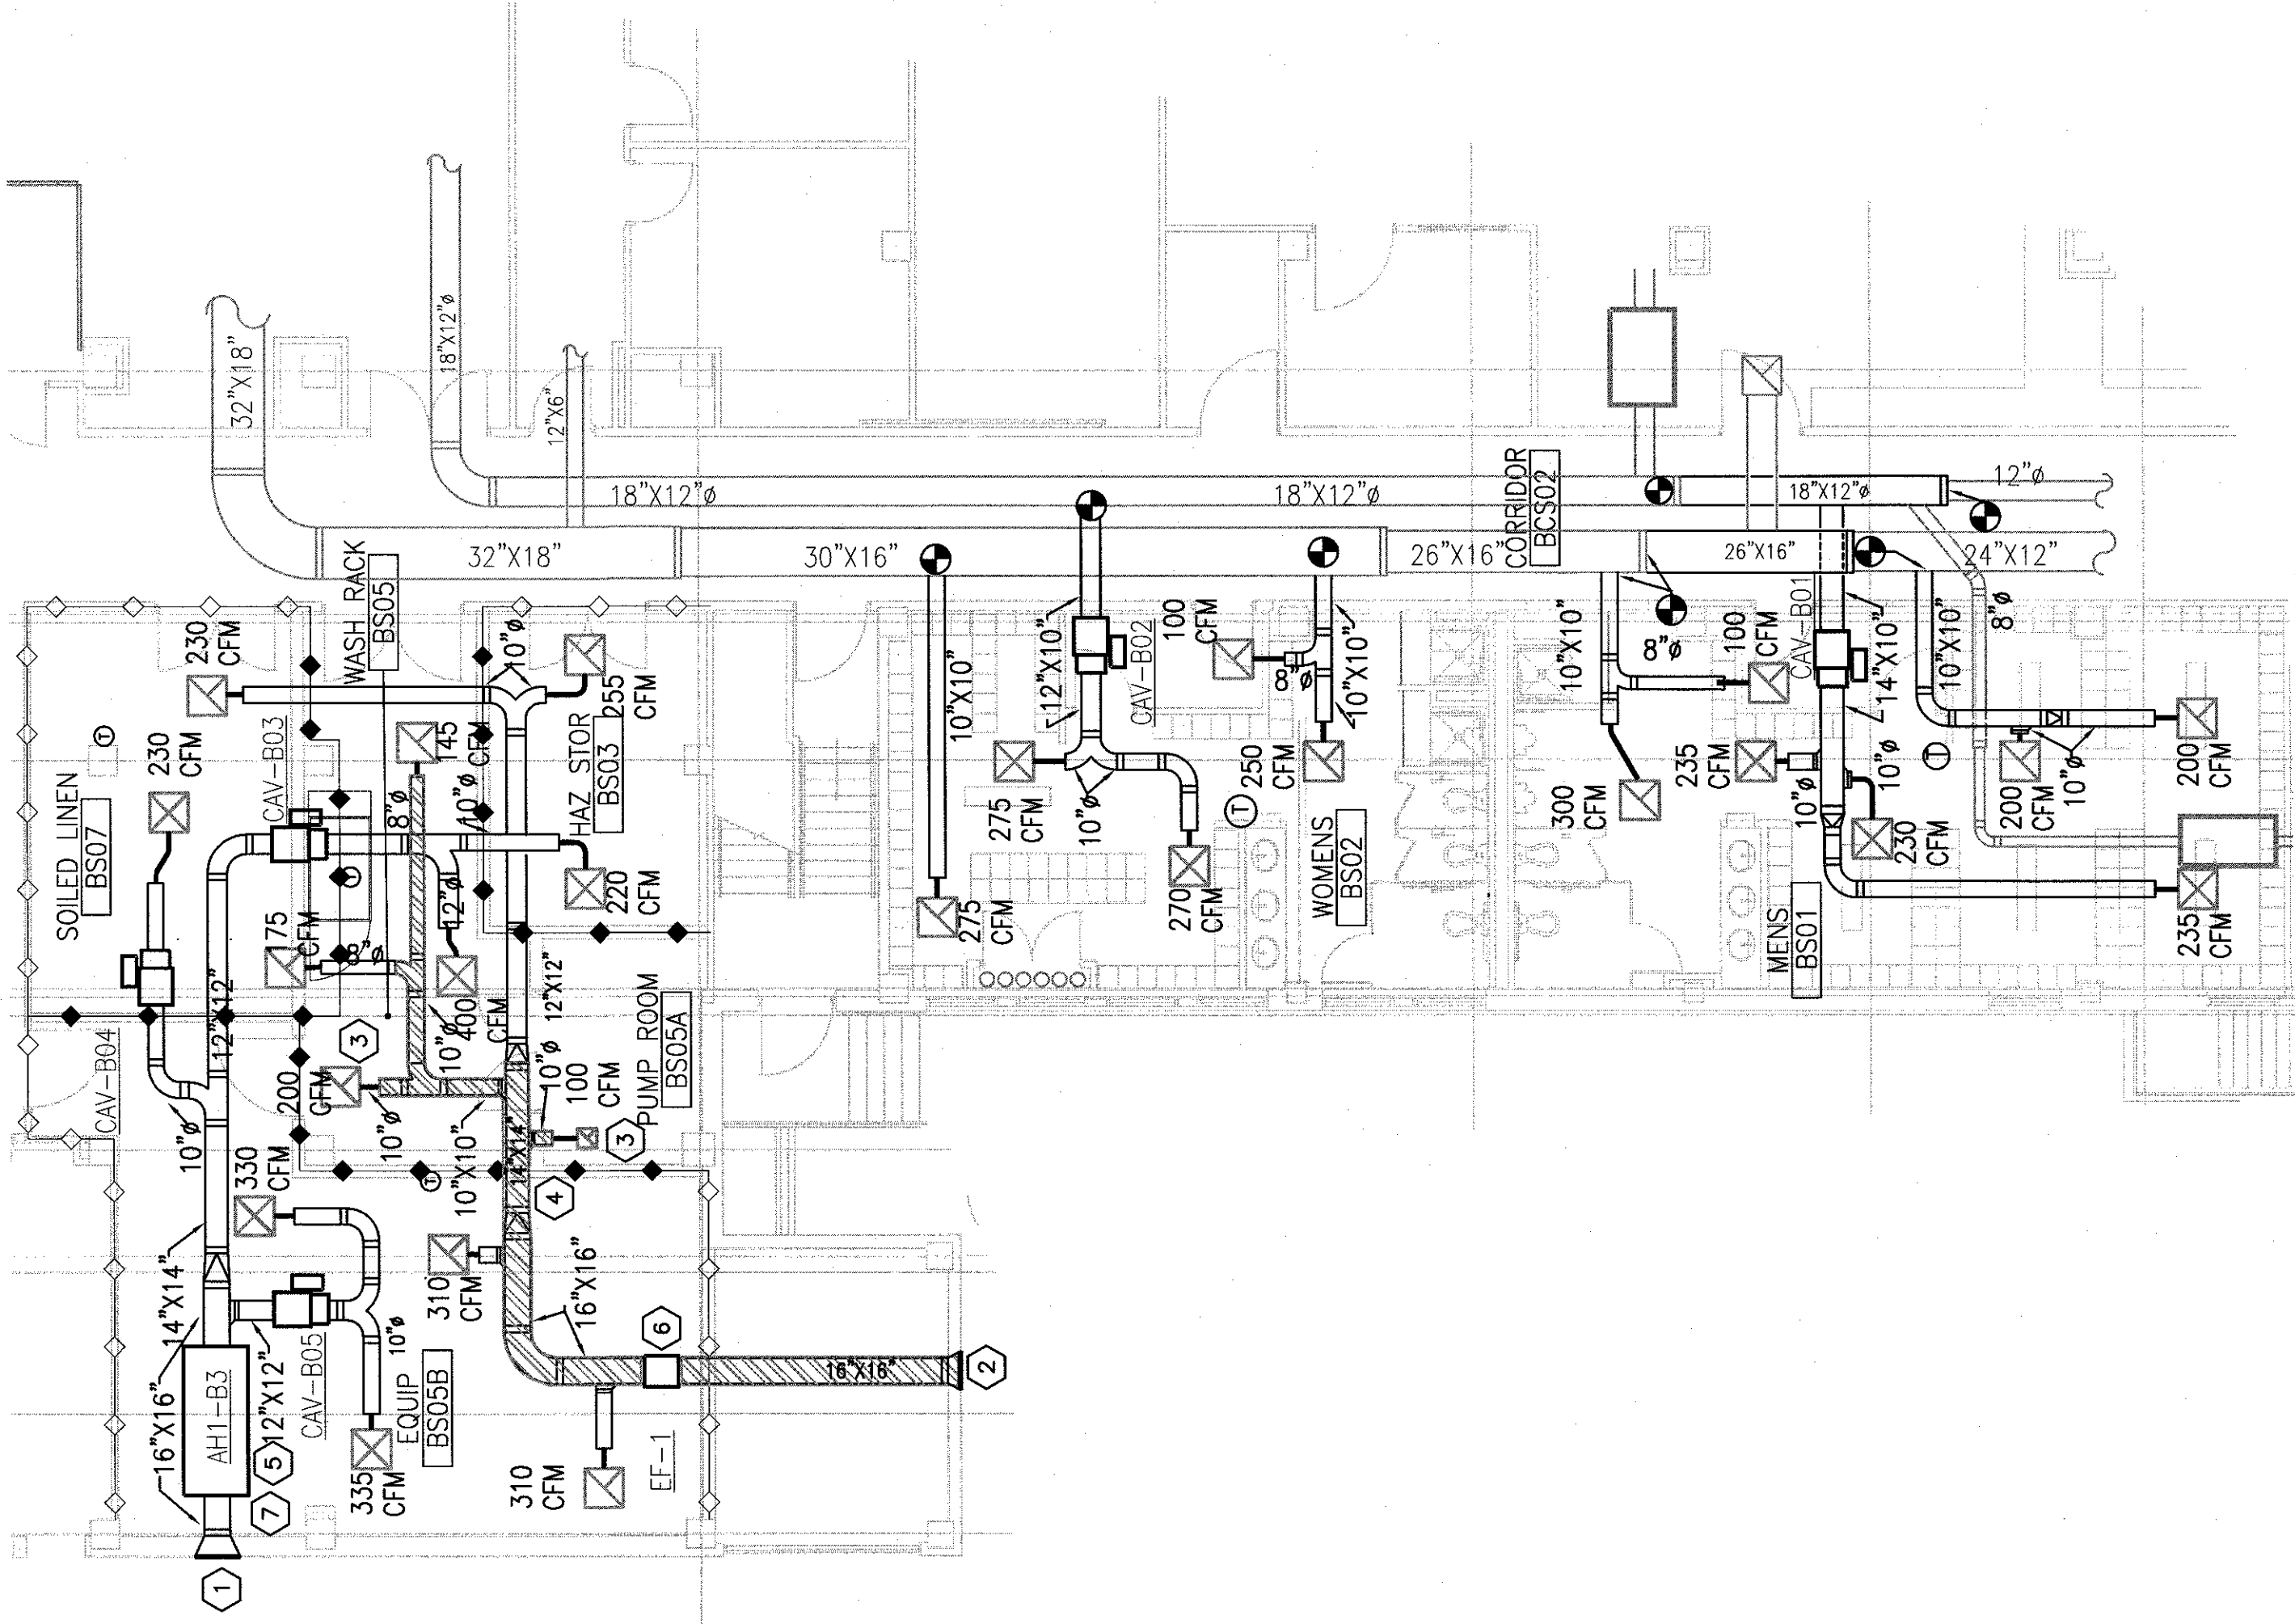 32"X18"
18"X12"ø
12"X6"
18"X12"ø
18"X12"ø
CORRIDOR
BCS02
18"X12"ø
12"ø
32"X18"
30"X16"
26"X16"
26"X16"
24"X12"
WASH RACK
BS05
230
CFM
10"ø
255
CFM
SOILED LINEN
BS07
T
230
CFM
CAV-B03
145
CFM
8"ø
10"ø
HAZ STOR
BS03
220
CFM
75
CFM
8"ø
12"ø
400
CFM
10"ø
12"X12"
12"X12"
CAV-B04
3
200
CFM
10"ø
10"ø
100
CFM
3
PUMP ROOM
BS05A
10"ø
10"X10"
14"X14"
4
T
T
330
CFM
14"X14"
310
CFM
16"X16"
16"X16"
AH1-B3
12"X12"
CAV-B05
10"ø
6
16"X16"
2
EQUIP
BS05B
335
CFM
5
7
310
CFM
EF-1
1
10"X10"
275
CFM
12"X10"
CAV-B02
275
CFM
10"ø
270
CFM
100
CFM
8"ø
10"X10"
250
CFM
T
WOMENS
BS02
10"X10"
8"ø
100
CFM
300
CFM
CAV-B01
14"X10"
235
CFM
10"ø
10"ø
230
CFM
MENS
BS01
235
CFM
10"X10"
8"ø
T
200
CFM
10"ø
200
CFM